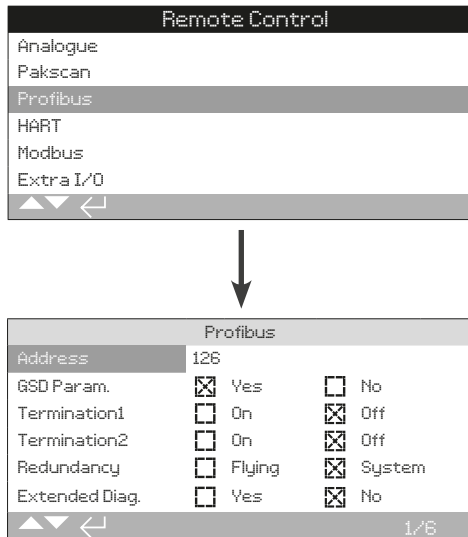 Remote Control
Analogue
Pakscan
Profibus
HART
Modbus
Extra I/O
Profibus
Address 126
GSD Param. Yes No
Termination1 On Off
Termination2 On Off
Redundancy Flying System
Extended Diag. Yes No
1/6